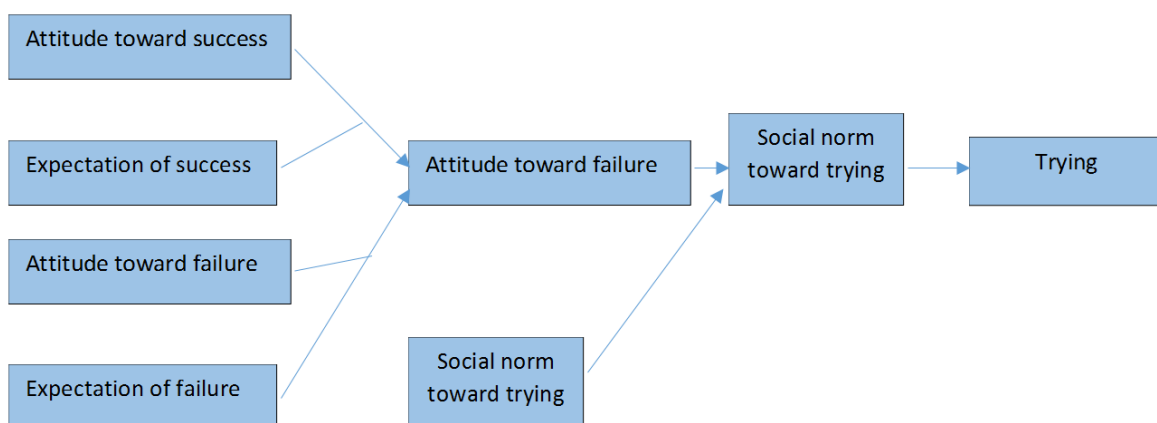 Attitude toward success
Expectation of success
Attitude toward failure
Expectation of failure
Attitude toward failure
Social norm
toward trying
Social norm
toward trying
Trying